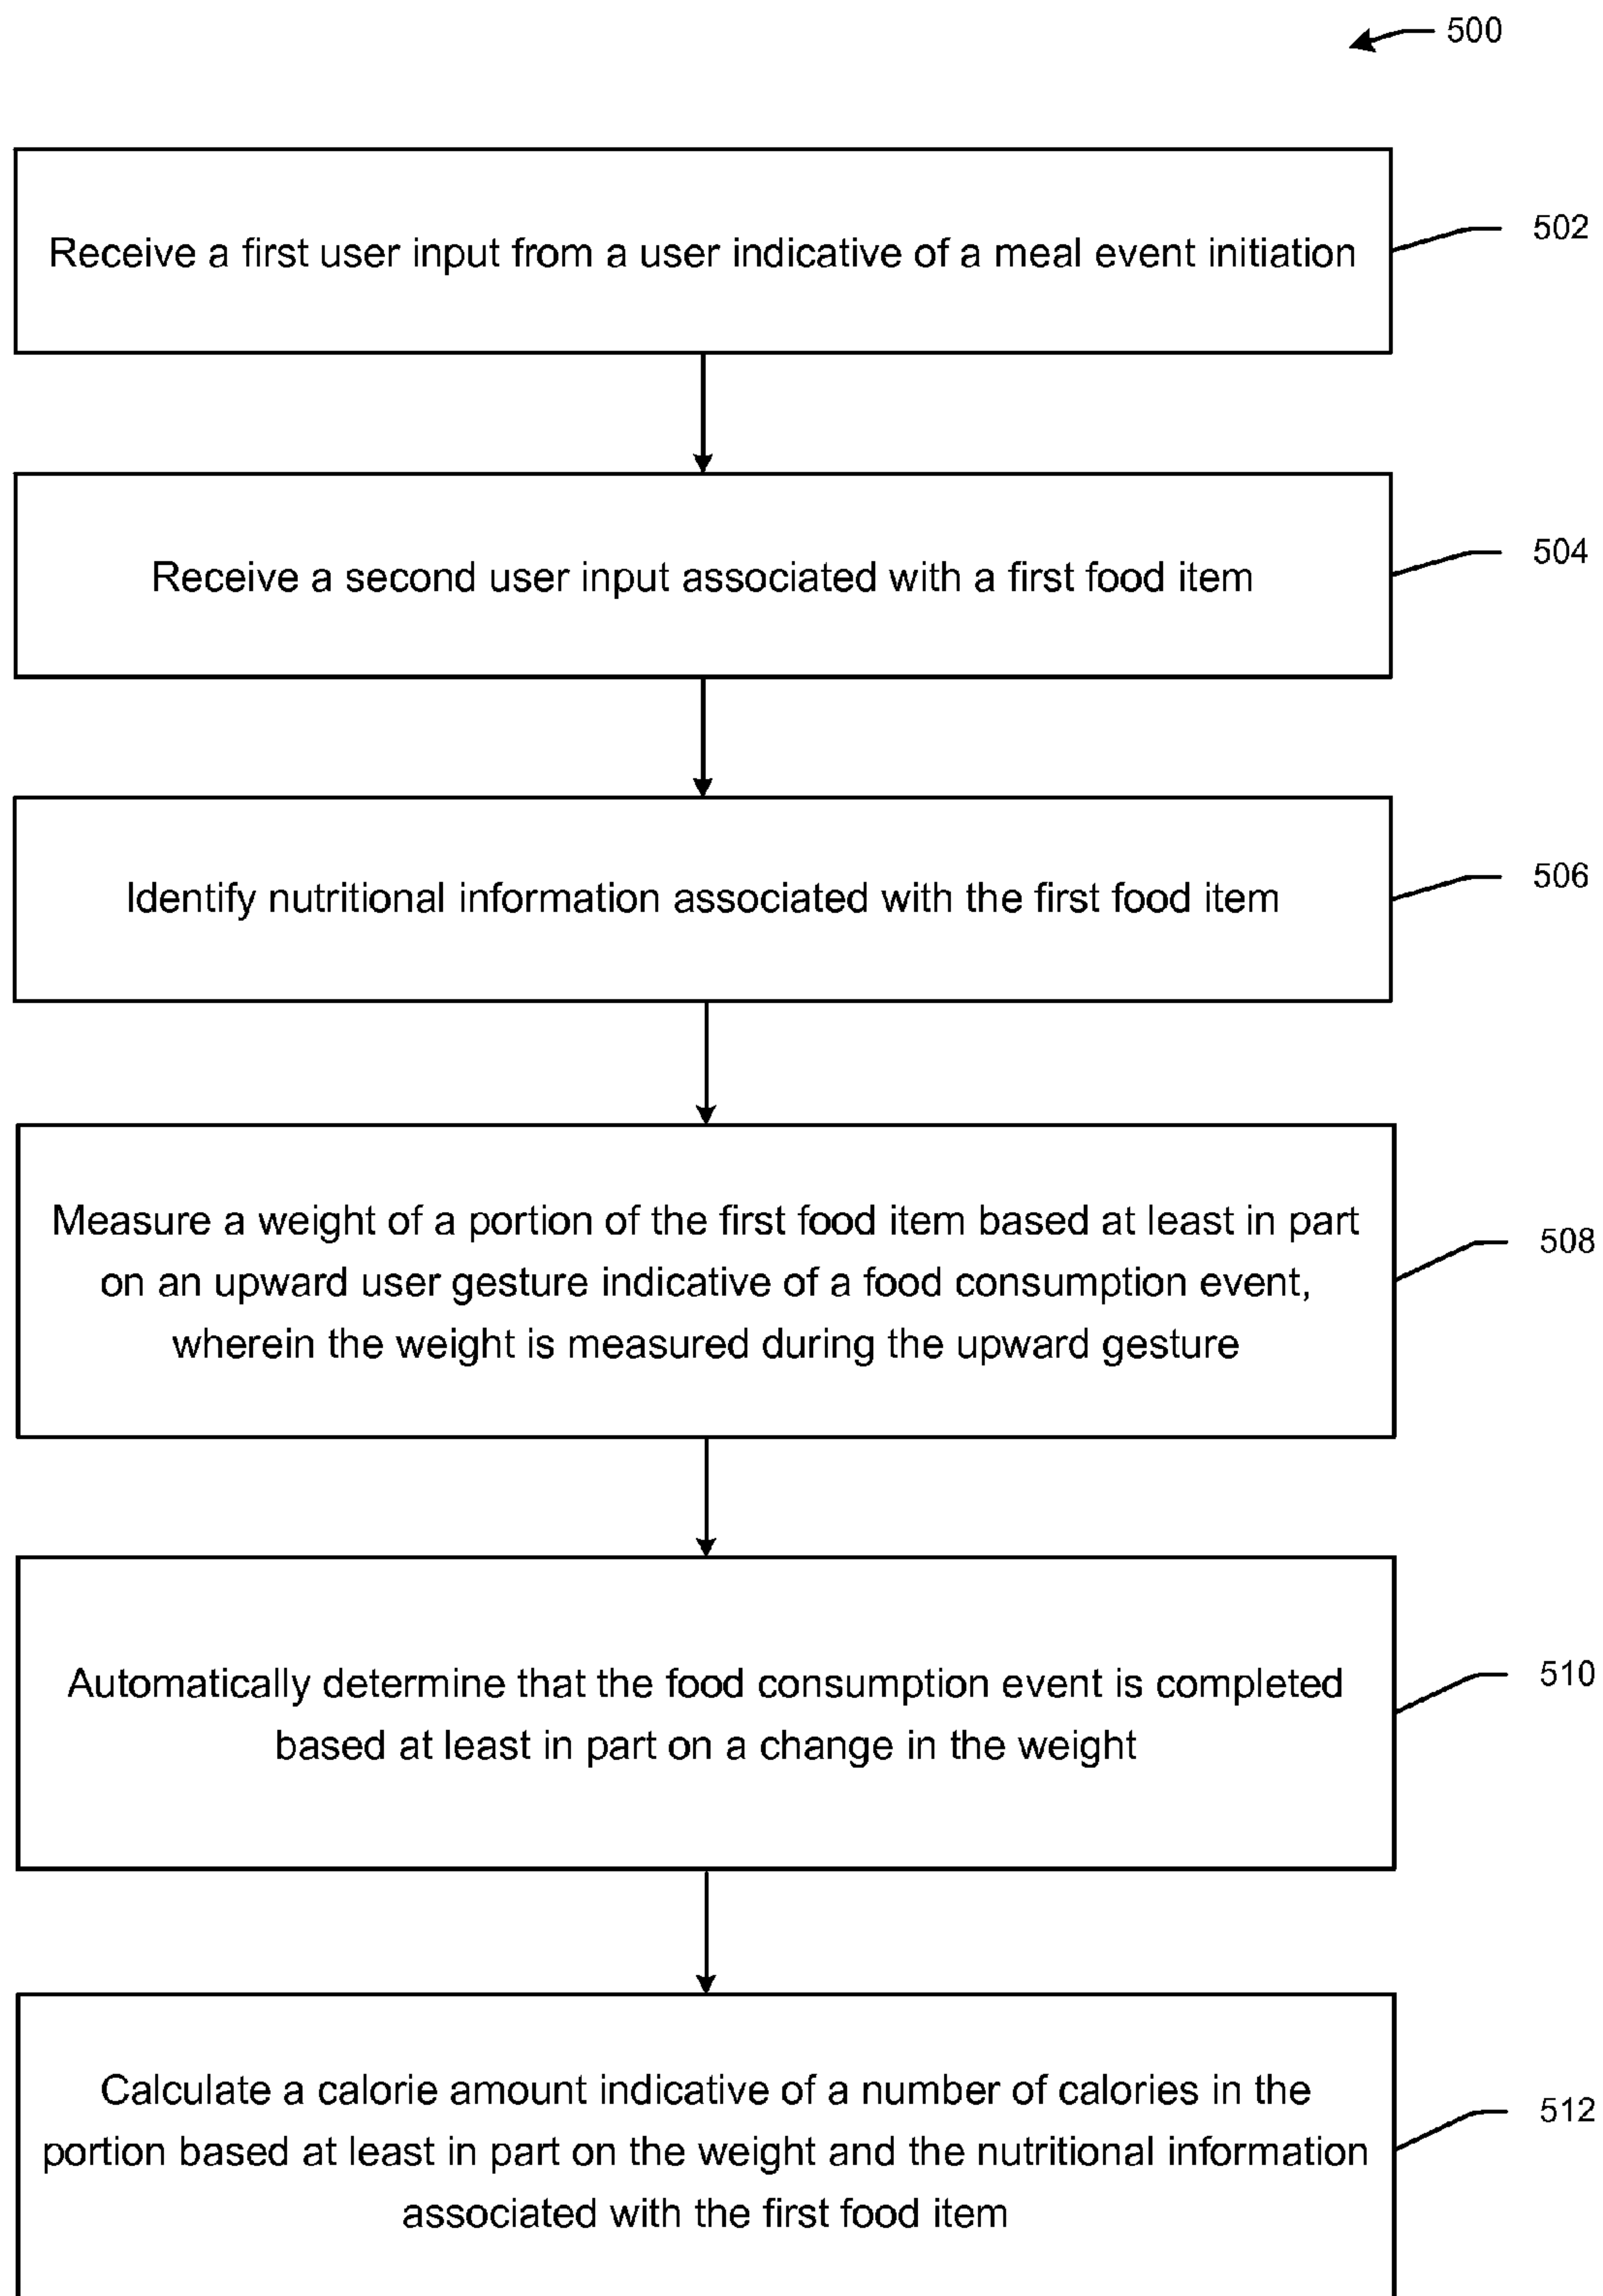 500
Receive a first user input from a user indicative of a meal event initiation
502
Receive a second user input associated with a first food item
504
Identify nutritional information associated with the first food item
506
Measure a weight of a portion of the first food item based at least in part
on an upward user gesture indicative of a food consumption event,
wherein the weight is measured during the upward gesture
508
Automatically determine that the food consumption event is completed
based at least in part on a change in the weight
510
Calculate a calorie amount indicative of a number of calories in the
portion based at least in part on the weight and the nutritional information
associated with the first food item
512